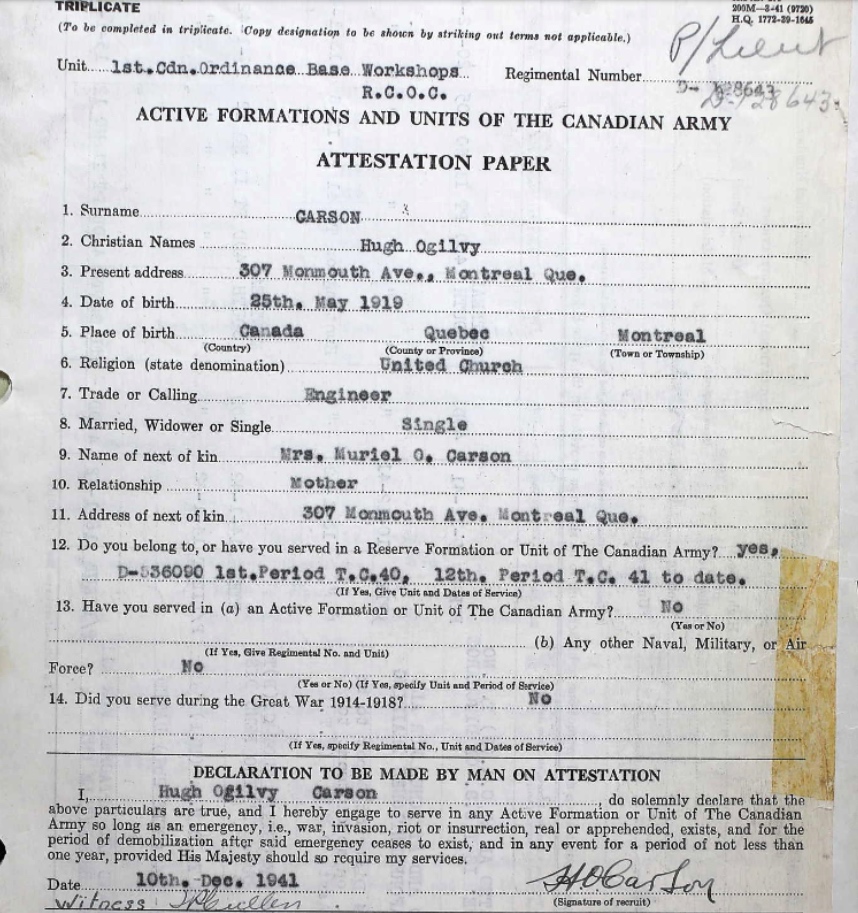 TRIPLICATE
200M—3-41 (9720)
H.Q. 1772-39-1645
(To be completed in triplicate. Copy designation to be shown by striking out terms not applicable.)
P/Lieut
Unit 1st.Cdn.Ordinance Base Workshops Regimental Number
R.C.O.C.
D-128643
ACTIVE FORMATIONS AND UNITS OF THE CANADIAN ARMY
ATTESTATION PAPER
1. Surname CARSON
2. Christian Names Hugh Ogilvy
3. Present address 307 Monmouth Ave., Montreal Que.
4. Date of birth 25th. May 1919
5. Place of birth Canada Quebec Montreal
(Country) (County or Province) (Town or Township)
6. Religion (state denomination) United Church
7. Trade or Calling Engineer
8. Married, Widower or Single Single
9. Name of next of kin Mrs. Muriel O. Carson
10. Relationship Mother
11. Address of next of kin 307 Monmouth Ave. Montreal Que.
12. Do you belong to, or have you served in a Reserve Formation or Unit of The Canadian Army? yes,
D-536090 1st.Period T.C.40, 12th. Period T.C. 41 to date.
(If Yes, Give Unit and Dates of Service)
13. Have you served in (a) an Active Formation or Unit of The Canadian Army? No
(Yes or No)
(b) Any other Naval, Military, or Air
(If Yes, Give Regimental No. and Unit)
Force? No
(Yes or No) (If Yes, specify Unit and Period of Service)
14. Did you serve during the Great War 1914-1918? No
(If Yes, specify Regimental No., Unit and Dates of Service)
DECLARATION TO BE MADE BY MAN ON ATTESTATION
I, Hugh Ogilvy Carson, do solemnly declare that the
above particulars are true, and I hereby engage to serve in any Active Formation or Unit of The Canadian
Army so long as an emergency, i.e., war, invasion, riot or insurrection, real or apprehended, exists, and for the
period of demobilization after said emergency ceases to exist, and in any event for a period of not less than
one year, provided His Majesty should so require my services.
Date 10th. Dec. 1941 HOCarson
(Signature of recruit)
Witness